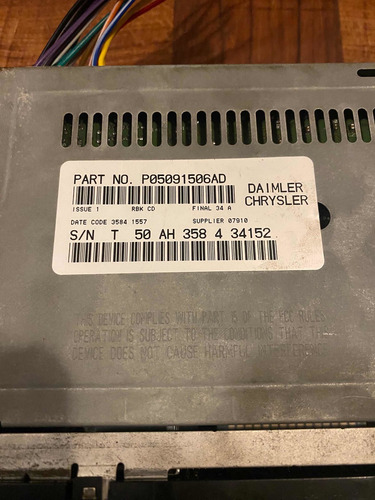 PART NO. P05091506AD
DAIMLER
CHRYSLER
ISSUE 1 RBK CD FINAL 34 A
DATE CODE 3584 1557 SUPPLIER 07910
S/N T 50 AH 358 4 34152
THIS DEVICE COMPLIES WITH PART 15 OF THE FCC RULES
OPERATION IS SUBJECT TO THE CONDITIONS THAT THE
DEVICE DOES NOT CAUSE HARMFUL INTERFERENCE